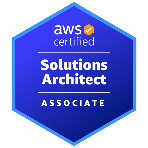 aws
certified
Solutions
Architect
ASSOCIATE